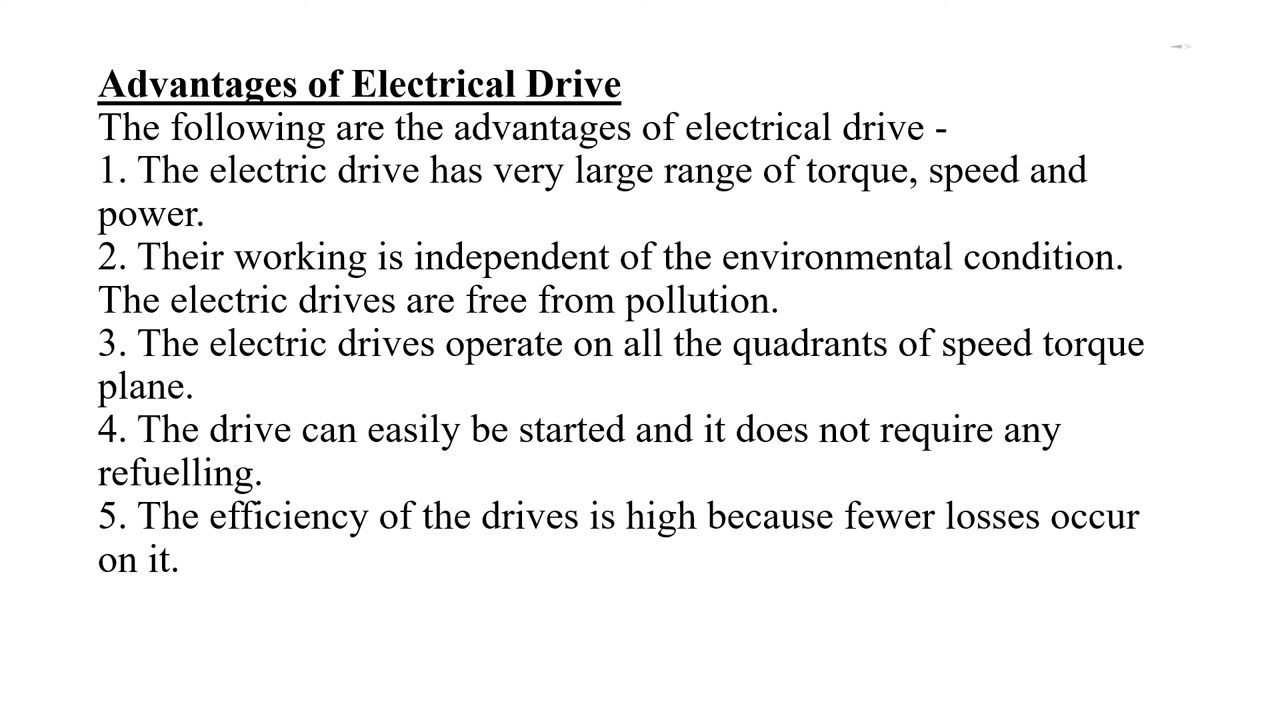 Advantages of Electrical Drive
The following are the advantages of electrical drive -
1. The electric drive has very large range of torque, speed and
power.
2. Their working is independent of the environmental condition.
The electric drives are free from pollution.
3. The electric drives operate on all the quadrants of speed torque
plane.
4. The drive can easily be started and it does not require any
refuelling.
5. The efficiency of the drives is high because fewer losses occur
on it.